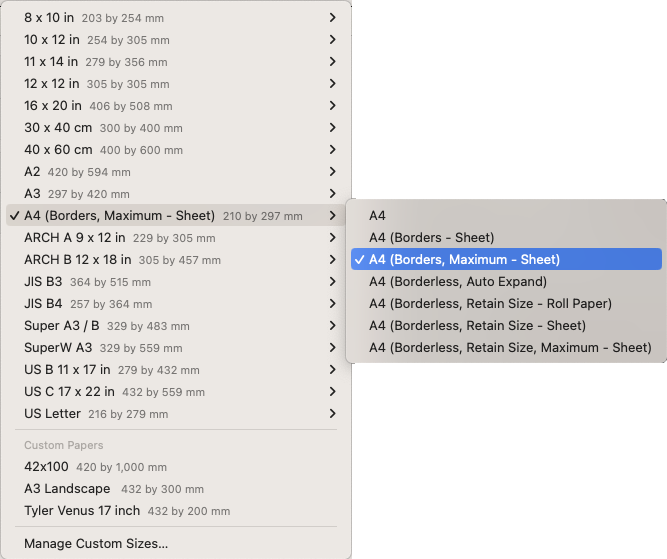 8 x 10 in 203 by 254 mm
10 x 12 in 254 by 305 mm
11 x 14 in 279 by 356 mm
12 x 12 in 305 by 305 mm
16 x 20 in 406 by 508 mm
30 x 40 cm 300 by 400 mm
40 x 60 cm 400 by 600 mm
A2 420 by 594 mm
A3 297 by 420 mm
A4 (Borders, Maximum - Sheet) 210 by 297 mm
ARCH A 9 x 12 in 229 by 305 mm
ARCH B 12 x 18 in 305 by 457 mm
JIS B3 364 by 515 mm
JIS B4 257 by 364 mm
Super A3 / B 329 by 483 mm
SuperW A3 329 by 559 mm
US B 11 x 17 in 279 by 432 mm
US C 17 x 22 in 432 by 559 mm
US Letter 216 by 279 mm
Custom Papers
42x100 420 by 1,000 mm
A3 Landscape 432 by 300 mm
Tyler Venus 17 inch 432 by 200 mm
Manage Custom Sizes...
A4
A4 (Borders - Sheet)
A4 (Borders, Maximum - Sheet)
A4 (Borderless, Auto Expand)
A4 (Borderless, Retain Size - Roll Paper)
A4 (Borderless, Retain Size - Sheet)
A4 (Borderless, Retain Size, Maximum - Sheet)